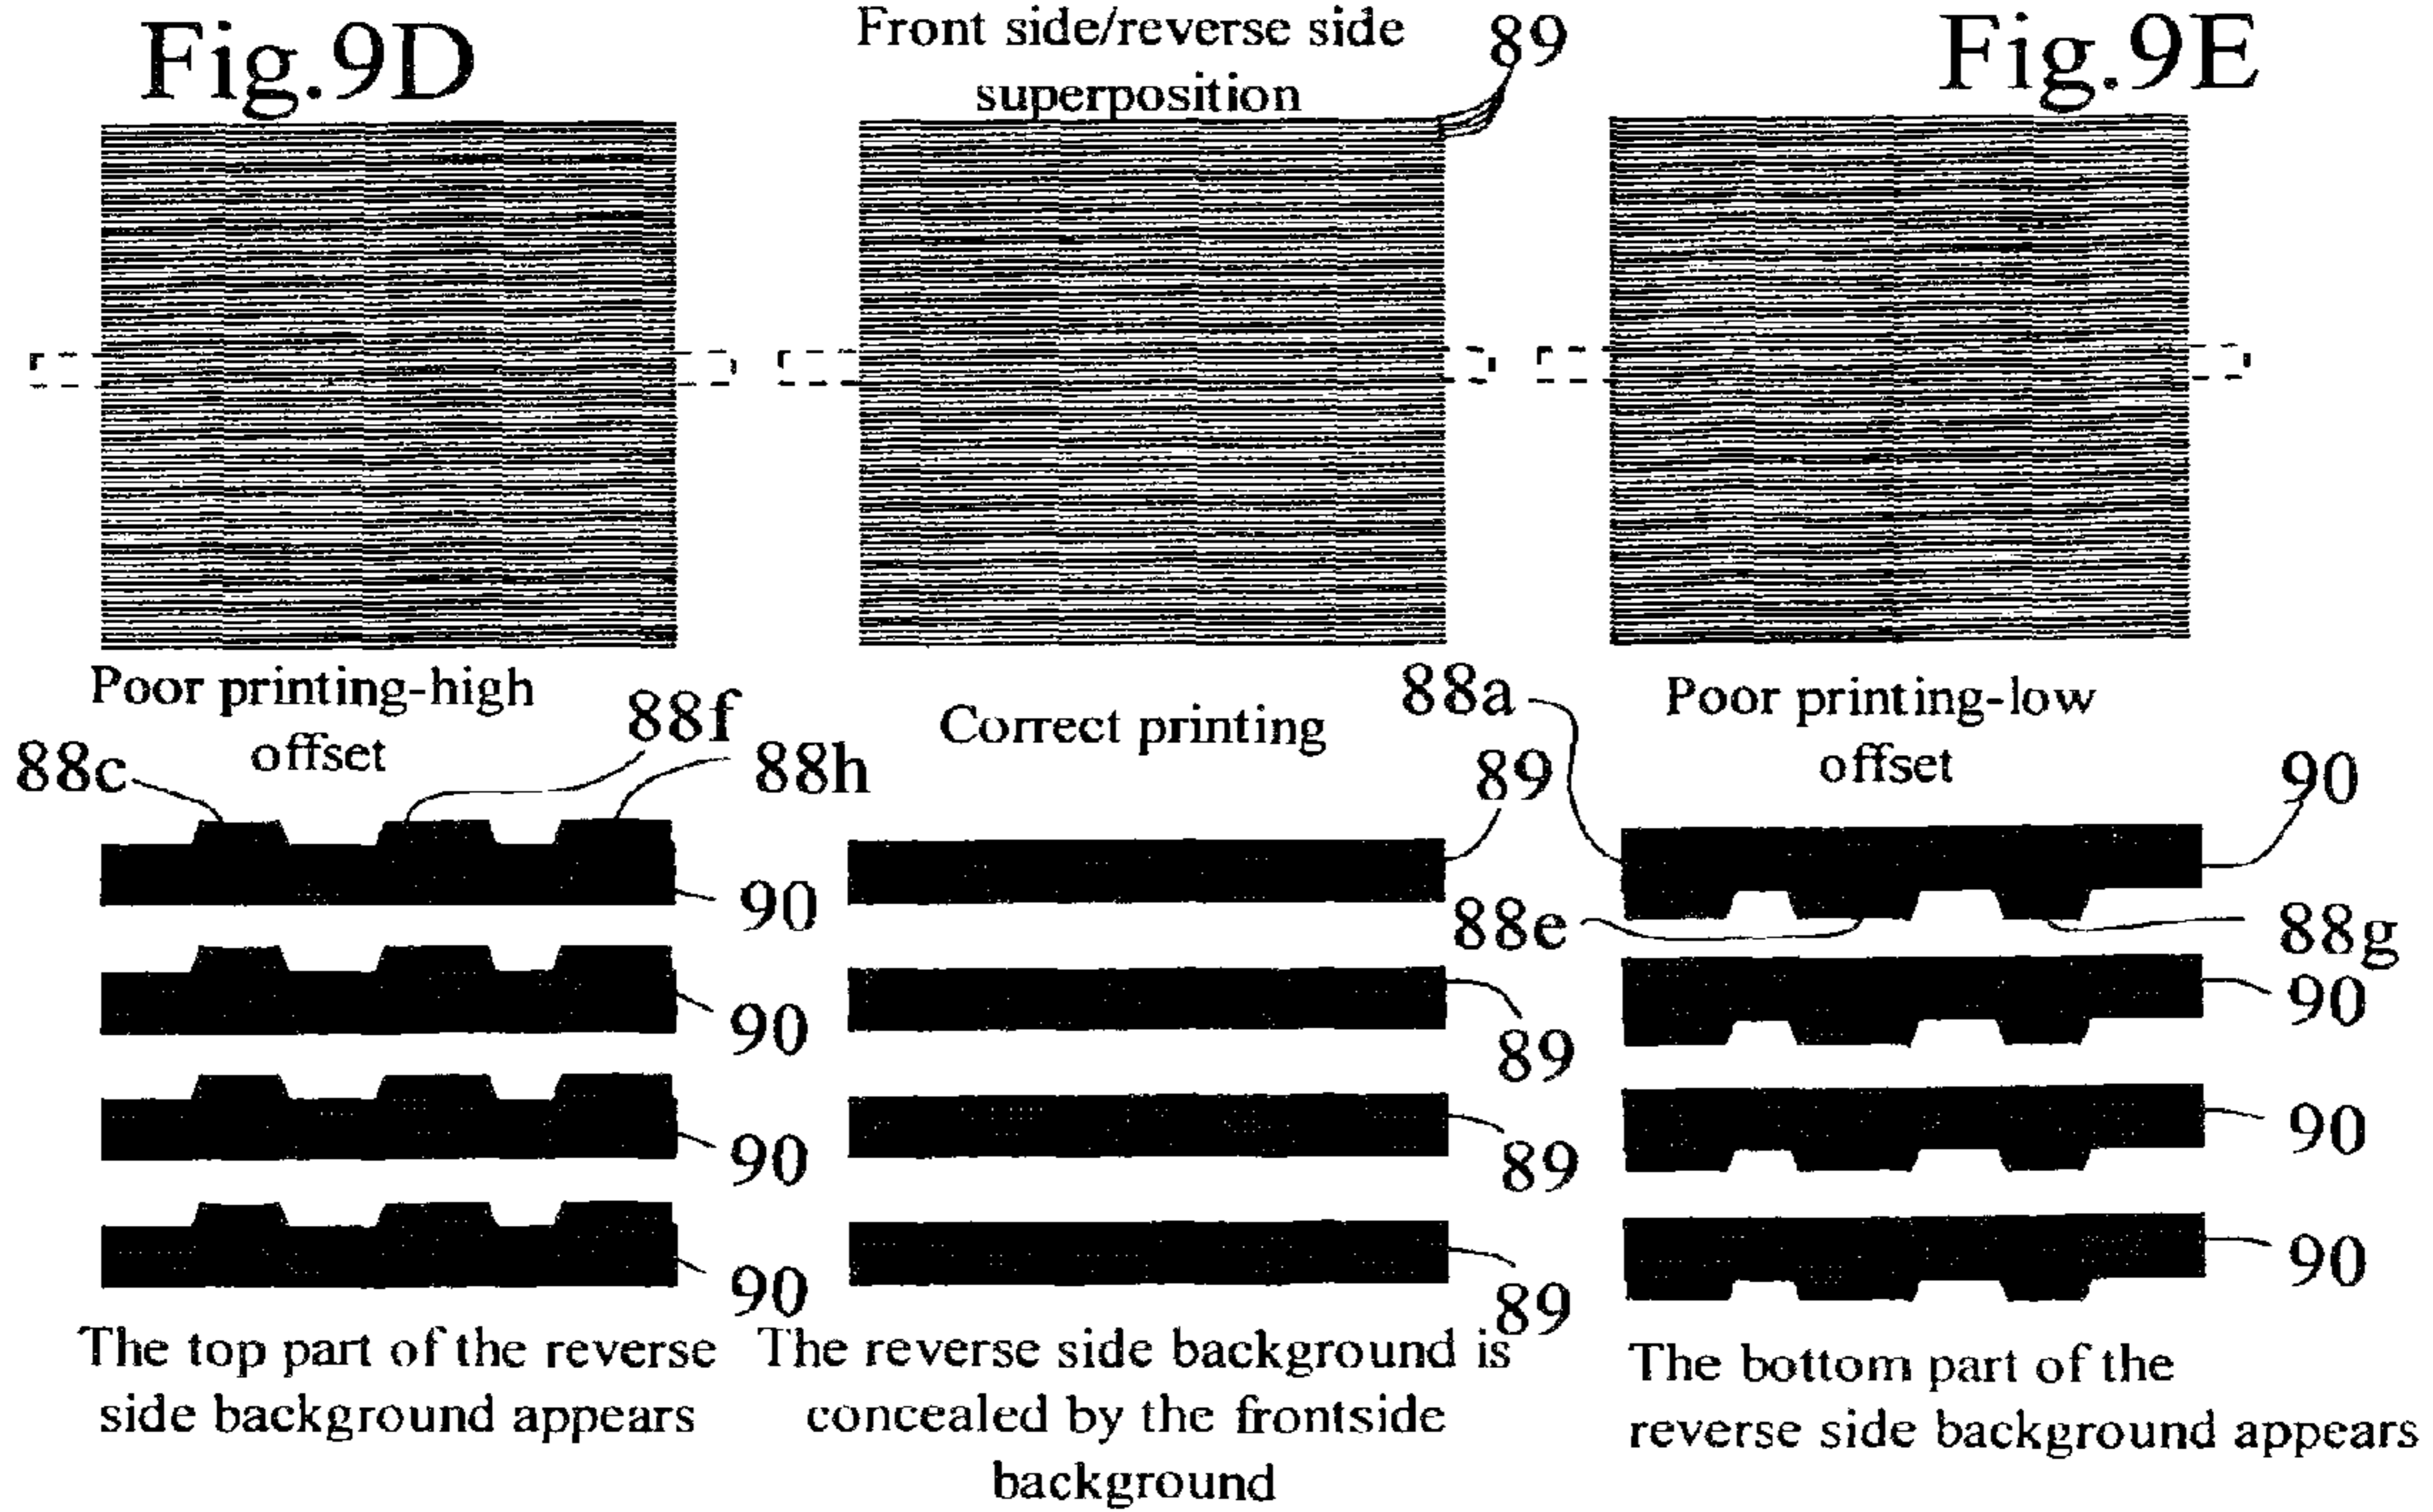 Fig.9D
Front side/reverse side
superposition
89
Fig.9E
Poor printing-high
offset
88c
88f
88h
90
90
90
90
The top part of the reverse
side background appears
Correct printing
89
89
89
89
The reverse side background is
concealed by the frontside
background
Poor printing-low
offset
88a
90
88e
88g
90
90
90
The bottom part of the
reverse side background appears